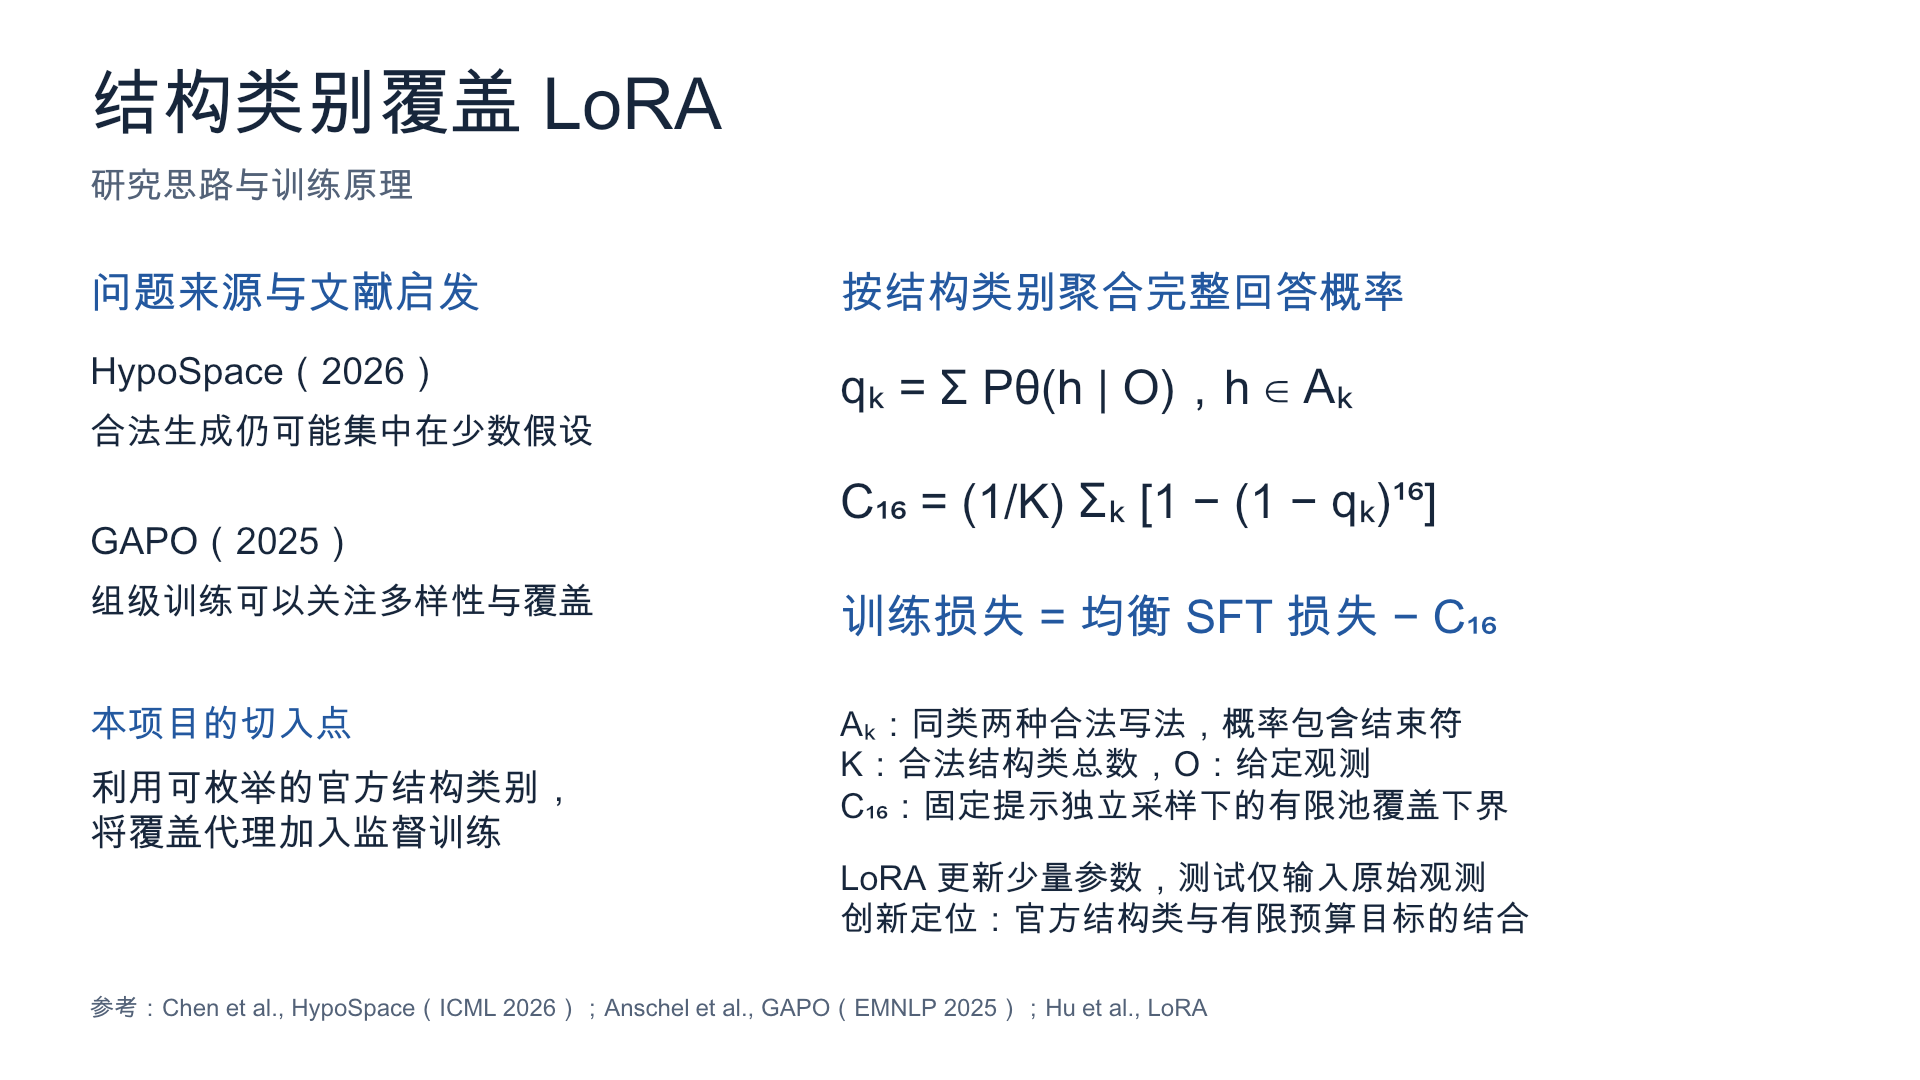 结构类别覆盖 LoRA
研究思路与训练原理
问题来源与文献启发
HypoSpace（2026）
合法生成仍可能集中在少数假设
GAPO（2025）
组级训练可以关注多样性与覆盖
本项目的切入点
利用可枚举的官方结构类别，
将覆盖代理加入监督训练
按结构类别聚合完整回答概率
qₖ = Σ Pθ(h | O)，h ∈ Aₖ
C₁₆ = (1/K) Σₖ [1 − (1 − qₖ)¹⁶]
训练损失 = 均衡 SFT 损失 − C₁₆
Aₖ：同类两种合法写法，概率包含结束符
K：合法结构类总数，O：给定观测
C₁₆：固定提示独立采样下的有限池覆盖下界
LoRA 更新少量参数，测试仅输入原始观测
创新定位：官方结构类与有限预算目标的结合
参考：Chen et al., HypoSpace（ICML 2026）；Anschel et al., GAPO（EMNLP 2025）；Hu et al., LoRA